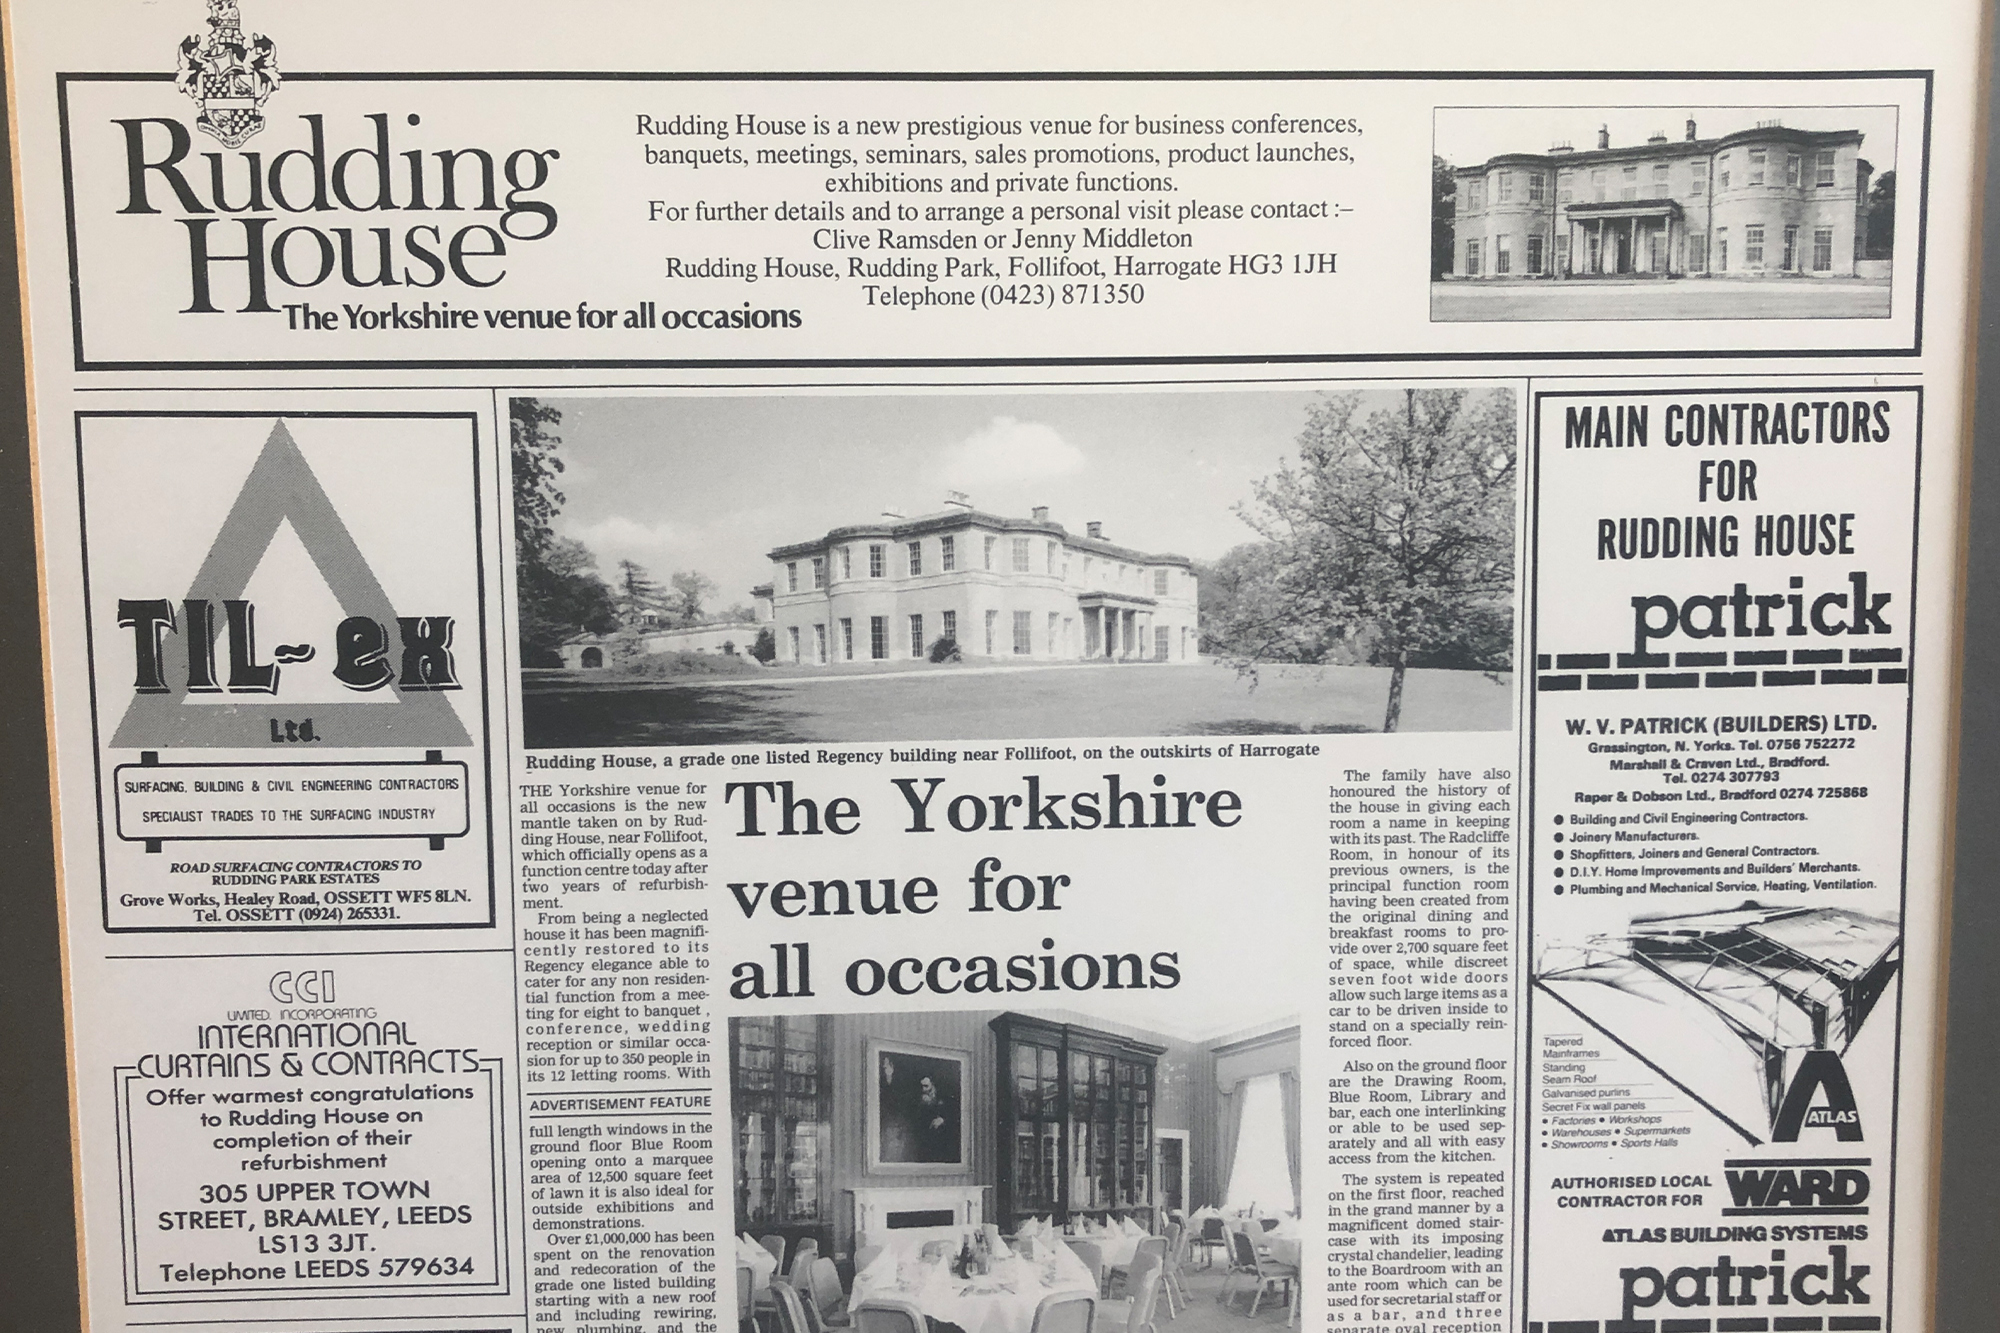 Rudding
House
The Yorkshire venue for all occasions
Rudding House is a new prestigious venue for business conferences,
banquets, meetings, seminars, sales promotions, product launches,
exhibitions and private functions.
For further details and to arrange a personal visit please contact :–
Clive Ramsden or Jenny Middleton
Rudding House, Rudding Park, Follifoot, Harrogate HG3 1JH
Telephone (0423) 871350
TIL~ex
Ltd.
SURFACING, BUILDING & CIVIL ENGINEERING CONTRACTORS
SPECIALIST TRADES TO THE SURFACING INDUSTRY
ROAD SURFACING CONTRACTORS TO
RUDDING PARK ESTATES
Grove Works, Healey Road, OSSETT WF5 8LN.
Tel. OSSETT (0924) 265331.
CCI
LIMITED. INCORPORATING
INTERNATIONAL
CURTAINS & CONTRACTS
Offer warmest congratulations
to Rudding House on
completion of their
refurbishment
305 UPPER TOWN
STREET, BRAMLEY, LEEDS
LS13 3JT.
Telephone LEEDS 579634
Rudding House, a grade one listed Regency building near Follifoot, on the outskirts of Harrogate
The Yorkshire
venue for
all occasions
THE Yorkshire venue for
all occasions is the new
mantle taken on by Rud-
ding House, near Follifoot,
which officially opens as a
function centre today after
two years of refurbish-
ment.
From being a neglected
house it has been magnifi-
cently restored to its
Regency elegance able to
cater for any non residen-
tial function from a mee-
ting for eight to banquet ,
conference, wedding
reception or similar occa-
sion for up to 350 people in
its 12 letting rooms. With
ADVERTISEMENT FEATURE
full length windows in the
ground floor Blue Room
opening onto a marquee
area of 12,500 square feet
of lawn it is also ideal for
outside exhibitions and
demonstrations.
Over £1,000,000 has been
spent on the renovation
and redecoration of the
grade one listed building
starting with a new roof
and including rewiring,
new plumbing, and the
The family have also
honoured the history of
the house in giving each
room a name in keeping
with its past. The Radcliffe
Room, in honour of its
previous owners, is the
principal function room
having been created from
the original dining and
breakfast rooms to pro-
vide over 2,700 square feet
of space, while discreet
seven foot wide doors
allow such large items as a
car to be driven inside to
stand on a specially rein-
forced floor.
Also on the ground floor
are the Drawing Room,
Blue Room, Library and
bar, each one interlinking
or able to be used sep-
arately and all with easy
access from the kitchen.
The system is repeated
on the first floor, reached
in the grand manner by a
magnificent domed stair-
case with its imposing
crystal chandelier, leading
to the Boardroom with an
ante room which can be
used for secretarial staff or
as a bar, and three
separate oval reception
MAIN CONTRACTORS
FOR
RUDDING HOUSE
patrick
W. V. PATRICK (BUILDERS) LTD.
Grassington, N. Yorks. Tel. 0756 752272
Marshall & Craven Ltd., Bradford.
Tel. 0274 307793
Raper & Dobson Ltd., Bradford 0274 725868
● Building and Civil Engineering Contractors.
● Joinery Manufacturers.
● Shopfitters, Joiners and General Contractors.
● D.I.Y. Home Improvements and Builders' Merchants.
● Plumbing and Mechanical Service, Heating, Ventilation.
Tapered
Mainframes
Standing
Seam Roof
Galvanised purlins
Secret Fix wall panels
• Factories • Workshops
• Warehouses • Supermarkets
• Showrooms • Sports Halls
A
ATLAS
AUTHORISED LOCAL
CONTRACTOR FOR
WARD
ATLAS BUILDING SYSTEMS
patrick